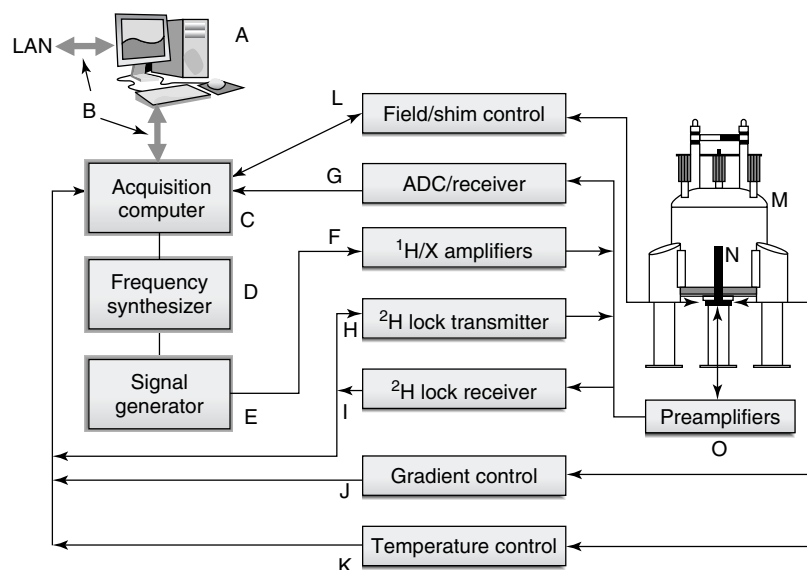 A
LAN
B
L
Field/shim control
Acquisition
computer
C
G
ADC/receiver
M
F
¹H/X amplifiers
N
Frequency
synthesizer
D
H
²H lock transmitter
Signal
generator
E
I
²H lock receiver
Preamplifiers
O
J
Gradient control
K
Temperature control